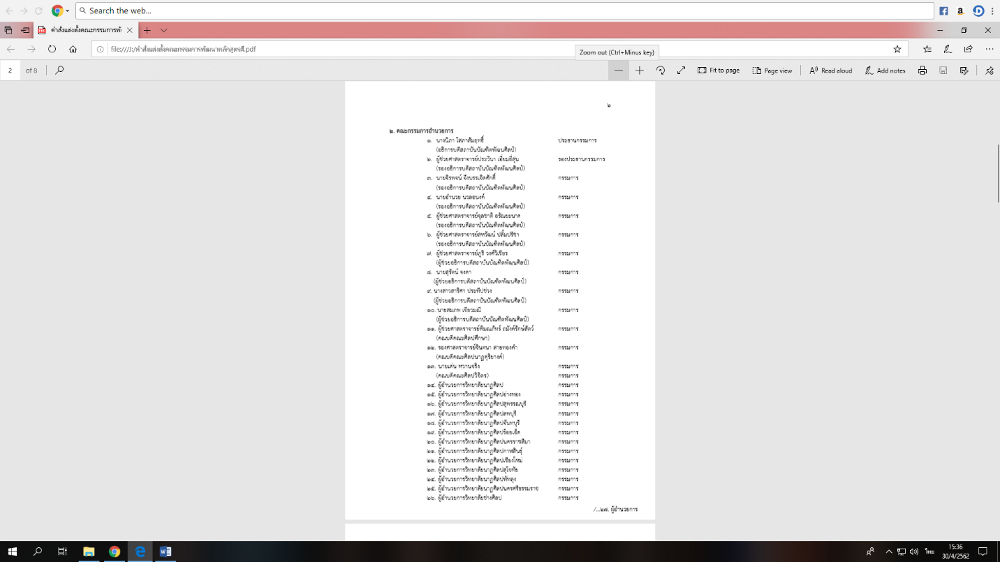 Search the web...
คำสั่งแต่งตั้งคณะกรรมการพั
file:///J:/คำสั่งแต่งตั้งคณะกรรมการพัฒนาหลักสูตรศึ.pdf
Zoom out (Ctrl+Minus key)
2 of 8
Fit to page
Page view
Read aloud
Add notes
๒
๒. คณะกรรมการอำนวยการ
๑. นางนิภา โสภาสัมฤทธิ์ ประธานกรรมการ
(อธิการบดีสถาบันบัณฑิตพัฒนศิลป์)
๒. ผู้ช่วยศาสตราจารย์ประวีนา เอี่ยมยี่สุ่น รองประธานกรรมการ
(รองอธิการบดีสถาบันบัณฑิตพัฒนศิลป์)
๓. นายจิรพจน์ จึงบรรเจิดศักดิ์ กรรมการ
(รองอธิการบดีสถาบันบัณฑิตพัฒนศิลป์)
๔. นายอำนวย นวลอนงค์ กรรมการ
(รองอธิการบดีสถาบันบัณฑิตพัฒนศิลป์)
๕. ผู้ช่วยศาสตราจารย์จุลชาติ อรัณยะนาค กรรมการ
(รองอธิการบดีสถาบันบัณฑิตพัฒนศิลป์)
๖. ผู้ช่วยศาสตราจารย์สหวัฒน์ ปลื้มปรีชา กรรมการ
(รองอธิการบดีสถาบันบัณฑิตพัฒนศิลป์)
๗. ผู้ช่วยศาสตราจารย์ภูริ วงศ์วิเชียร กรรมการ
(ผู้ช่วยอธิการบดีสถาบันบัณฑิตพัฒนศิลป์)
๘. นายสุรัตน์ จงดา กรรมการ
(ผู้ช่วยอธิการบดีสถาบันบัณฑิตพัฒนศิลป์)
๙. นางสาวสาริศา ประทีปช่วง กรรมการ
(ผู้ช่วยอธิการบดีสถาบันบัณฑิตพัฒนศิลป์)
๑๐. นายสมภพ เขียวมณี กรรมการ
(ผู้ช่วยอธิการบดีสถาบันบัณฑิตพัฒนศิลป์)
๑๑. ผู้ช่วยศาสตราจารย์พิมณภัทร์ ถมังค์รักษ์สัตว์ กรรมการ
(คณบดีคณะศิลปศึกษา)
๑๒. รองศาสตราจารย์จินตนา สายทองคำ กรรมการ
(คณบดีคณะศิลปนาฏดุริยางค์)
๑๓. นายเด่น หวานจริง กรรมการ
(คณบดีคณะศิลปวิจิตร) กรรมการ
๑๔. ผู้อำนวยการวิทยาลัยนาฏศิลป กรรมการ
๑๕. ผู้อำนวยการวิทยาลัยนาฏศิลปอ่างทอง กรรมการ
๑๖. ผู้อำนวยการวิทยาลัยนาฏศิลปสุพรรณบุรี กรรมการ
๑๗. ผู้อำนวยการวิทยาลัยนาฏศิลปลพบุรี กรรมการ
๑๘. ผู้อำนวยการวิทยาลัยนาฏศิลปจันทบุรี กรรมการ
๑๙. ผู้อำนวยการวิทยาลัยนาฏศิลปร้อยเอ็ด กรรมการ
๒๐. ผู้อำนวยการวิทยาลัยนาฏศิลปนครราชสีมา กรรมการ
๒๑. ผู้อำนวยการวิทยาลัยนาฏศิลปกาฬสินธุ์ กรรมการ
๒๒. ผู้อำนวยการวิทยาลัยนาฏศิลปเชียงใหม่ กรรมการ
๒๓. ผู้อำนวยการวิทยาลัยนาฏศิลปสุโขทัย กรรมการ
๒๔. ผู้อำนวยการวิทยาลัยนาฏศิลปพัทลุง กรรมการ
๒๕. ผู้อำนวยการวิทยาลัยนาฏศิลปนครศรีธรรมราช กรรมการ
๒๖. ผู้อำนวยการวิทยาลัยช่างศิลป กรรมการ
/...๒๗. ผู้อำนวยการ
ไทย
15:36
30/4/2562